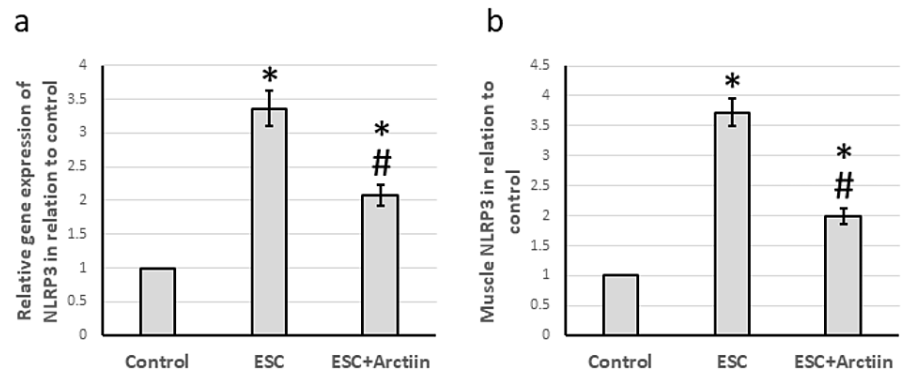 a
Relative gene expression of
NLRP3 in relation to control
4
3.5
3
2.5
2
1.5
1
0.5
0
*
*
#
Control
ESC
ESC+Arctiin
b
Muscle NLRP3 in relation to
control
4.5
4
3.5
3
2.5
2
1.5
1
0.5
0
*
*
#
Control
ESC
ESC+Arctiin